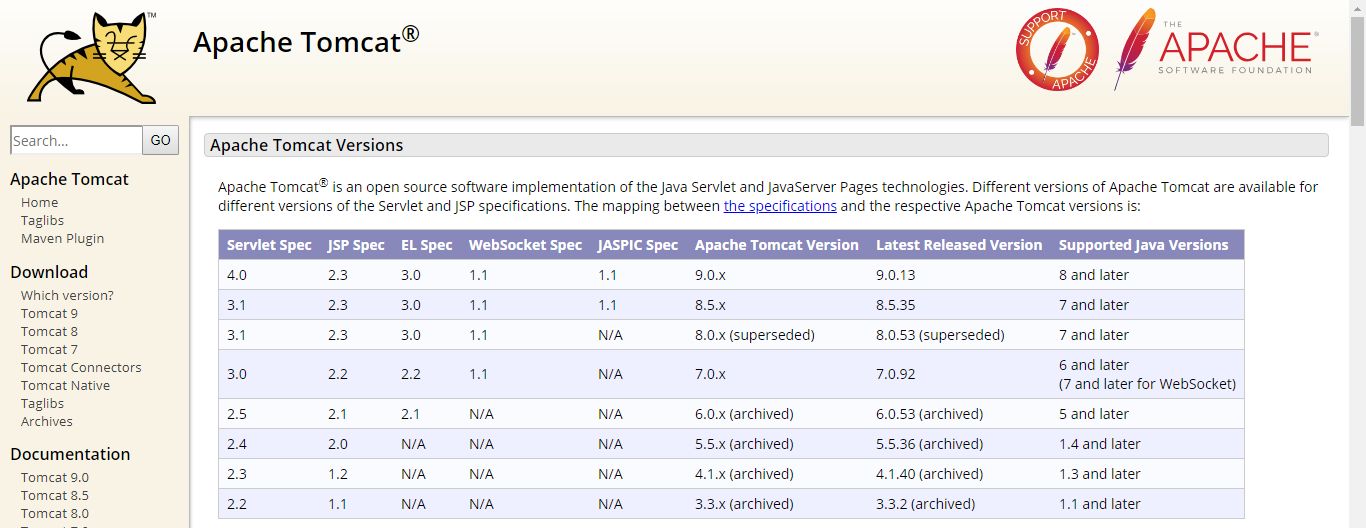 TM
Apache Tomcat®
SUPPORT
APACHE
THE
APACHE®
SOFTWARE FOUNDATION
Search...
GO
Apache Tomcat
Home
Taglibs
Maven Plugin
Download
Which version?
Tomcat 9
Tomcat 8
Tomcat 7
Tomcat Connectors
Tomcat Native
Taglibs
Archives
Documentation
Tomcat 9.0
Tomcat 8.5
Tomcat 8.0
Apache Tomcat Versions
Apache Tomcat® is an open source software implementation of the Java Servlet and JavaServer Pages technologies. Different versions of Apache Tomcat are available for
different versions of the Servlet and JSP specifications. The mapping between the specifications and the respective Apache Tomcat versions is:
Servlet Spec JSP Spec EL Spec WebSocket Spec JASPIC Spec Apache Tomcat Version Latest Released Version Supported Java Versions
4.0 2.3 3.0 1.1 1.1 9.0.x 9.0.13 8 and later
3.1 2.3 3.0 1.1 1.1 8.5.x 8.5.35 7 and later
3.1 2.3 3.0 1.1 N/A 8.0.x (superseded) 8.0.53 (superseded) 7 and later
3.0 2.2 2.2 1.1 N/A 7.0.x 7.0.92 6 and later
(7 and later for WebSocket)
2.5 2.1 2.1 N/A N/A 6.0.x (archived) 6.0.53 (archived) 5 and later
2.4 2.0 N/A N/A N/A 5.5.x (archived) 5.5.36 (archived) 1.4 and later
2.3 1.2 N/A N/A N/A 4.1.x (archived) 4.1.40 (archived) 1.3 and later
2.2 1.1 N/A N/A N/A 3.3.x (archived) 3.3.2 (archived) 1.1 and later